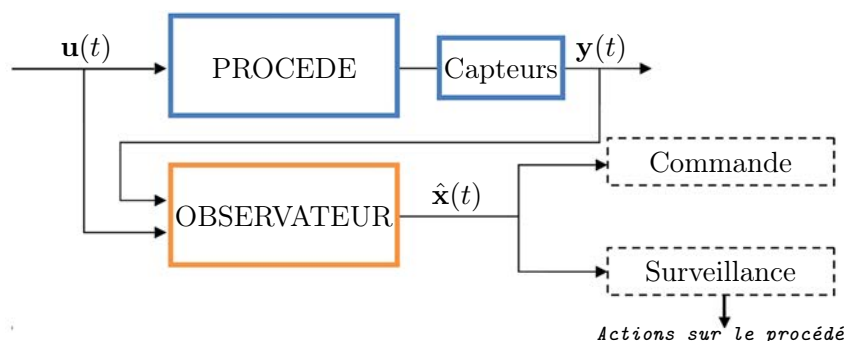 u(t)
PROCEDE
Capteurs
y(t)
Commande
OBSERVATEUR
x̂(t)
Surveillance
Actions sur le procédé